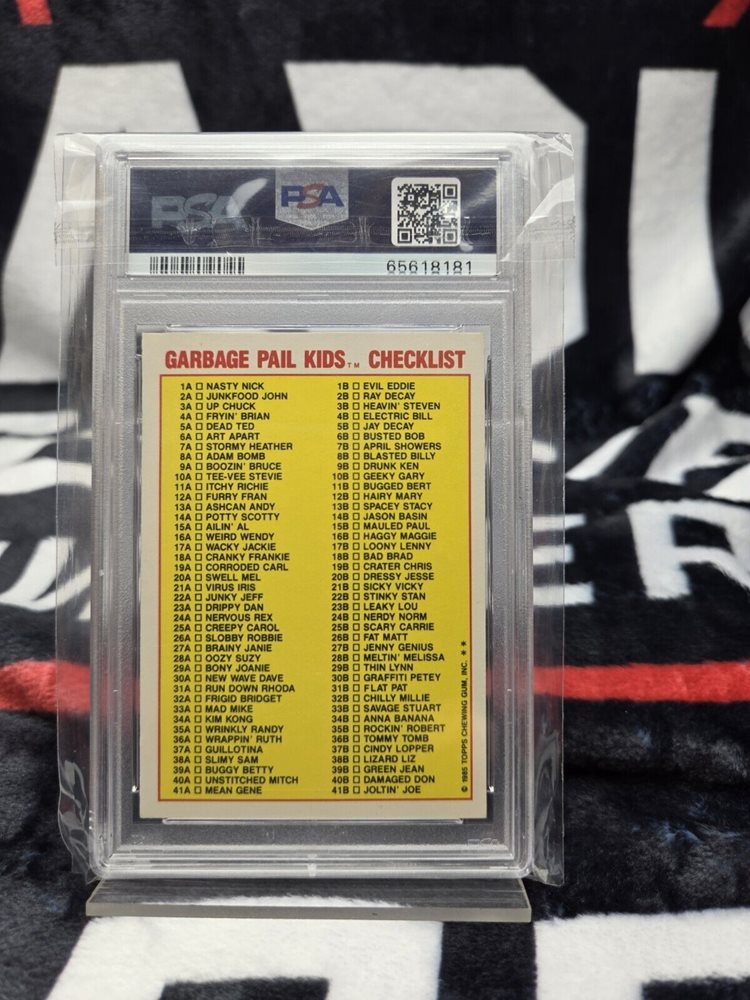 PSA
PSA
65618181
GARBAGE PAIL KIDS™ CHECKLIST
1A □ NASTY NICK 1B □ EVIL EDDIE
2A □ JUNKFOOD JOHN 2B □ RAY DECAY
3A □ UP CHUCK 3B □ HEAVIN' STEVEN
4A □ FRYIN' BRIAN 4B □ ELECTRIC BILL
5A □ DEAD TED 5B □ JAY DECAY
6A □ ART APART 6B □ BUSTED BOB
7A □ STORMY HEATHER 7B □ APRIL SHOWERS
8A □ ADAM BOMB 8B □ BLASTED BILLY
9A □ BOOZIN' BRUCE 9B □ DRUNK KEN
10A □ TEE-VEE STEVIE 10B □ GEEKY GARY
11A □ ITCHY RICHIE 11B □ BUGGED BERT
12A □ FURRY FRAN 12B □ HAIRY MARY
13A □ ASHCAN ANDY 13B □ SPACEY STACY
14A □ POTTY SCOTTY 14B □ JASON BASIN
15A □ AILIN' AL 15B □ MAULED PAUL
16A □ WEIRD WENDY 16B □ HAGGY MAGGIE
17A □ WACKY JACKIE 17B □ LOONY LENNY
18A □ CRANKY FRANKIE 18B □ BAD BRAD
19A □ CORRODED CARL 19B □ CRATER CHRIS
20A □ SWELL MEL 20B □ DRESSY JESSE
21A □ VIRUS IRIS 21B □ SICKY VICKY
22A □ JUNKY JEFF 22B □ STINKY STAN
23A □ DRIPPY DAN 23B □ LEAKY LOU
24A □ NERVOUS REX 24B □ NERDY NORM
25A □ CREEPY CAROL 25B □ SCARY CARRIE
26A □ SLOBBY ROBBIE 26B □ FAT MATT
27A □ BRAINY JANIE 27B □ JENNY GENIUS
28A □ OOZY SUZY 28B □ MELTIN' MELISSA
29A □ BONY JOANIE 29B □ THIN LYNN
30A □ NEW WAVE DAVE 30B □ GRAFFITI PETEY
31A □ RUN DOWN RHODA 31B □ FLAT PAT
32A □ FRIGID BRIDGET 32B □ CHILLY MILLIE
33A □ MAD MIKE 33B □ SAVAGE STUART
34A □ KIM KONG 34B □ ANNA BANANA
35A □ WRINKLY RANDY 35B □ ROCKIN' ROBERT
36A □ WRAPPIN' RUTH 36B □ TOMMY TOMB
37A □ GUILLOTINA 37B □ CINDY LOPPER
38A □ SLIMY SAM 38B □ LIZARD LIZ
39A □ BUGGY BETTY 39B □ GREEN JEAN
40A □ UNSTITCHED MITCH 40B □ DAMAGED DON
41A □ MEAN GENE 41B □ JOLTIN' JOE
© 1985 TOPPS CHEWING GUM, INC. **